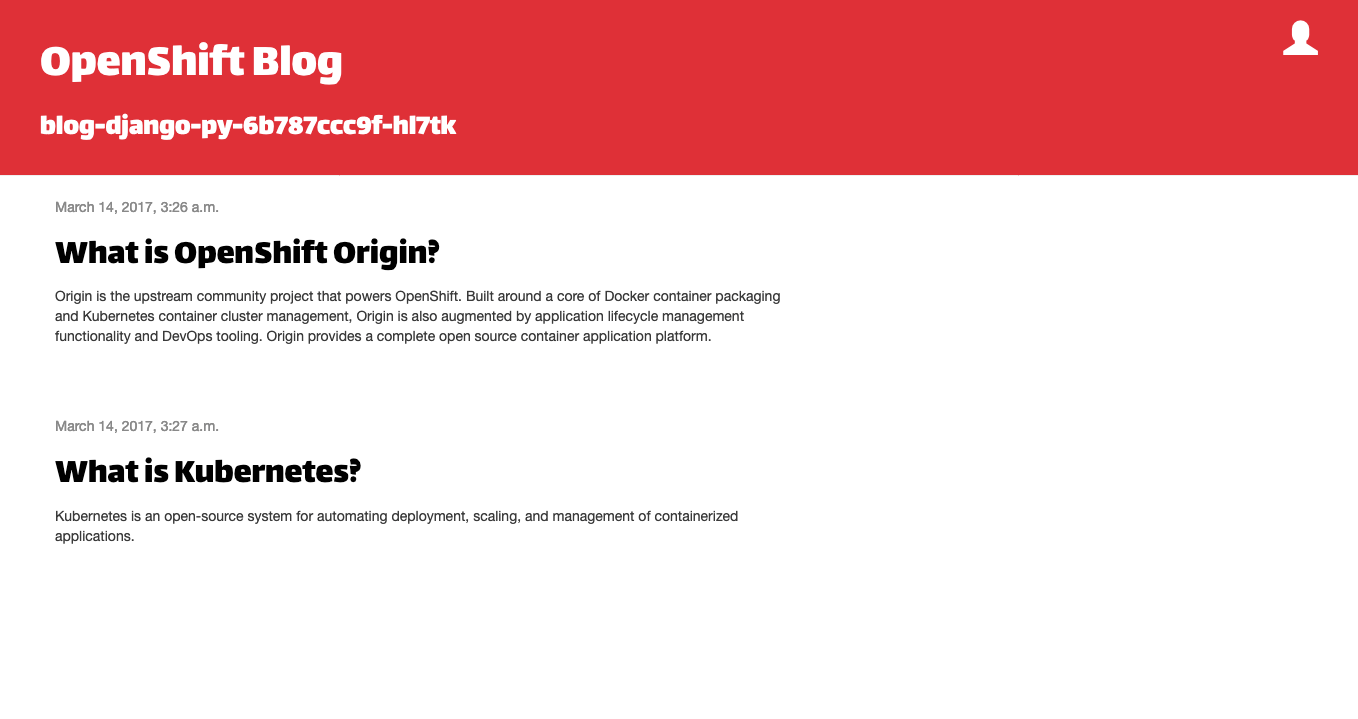 OpenShift Blog
blog-django-py-6b787ccc9f-hl7tk
March 14, 2017, 3:26 a.m.
What is OpenShift Origin?
Origin is the upstream community project that powers OpenShift. Built around a core of Docker container packaging
and Kubernetes container cluster management, Origin is also augmented by application lifecycle management
functionality and DevOps tooling. Origin provides a complete open source container application platform.
March 14, 2017, 3:27 a.m.
What is Kubernetes?
Kubernetes is an open-source system for automating deployment, scaling, and management of containerized
applications.